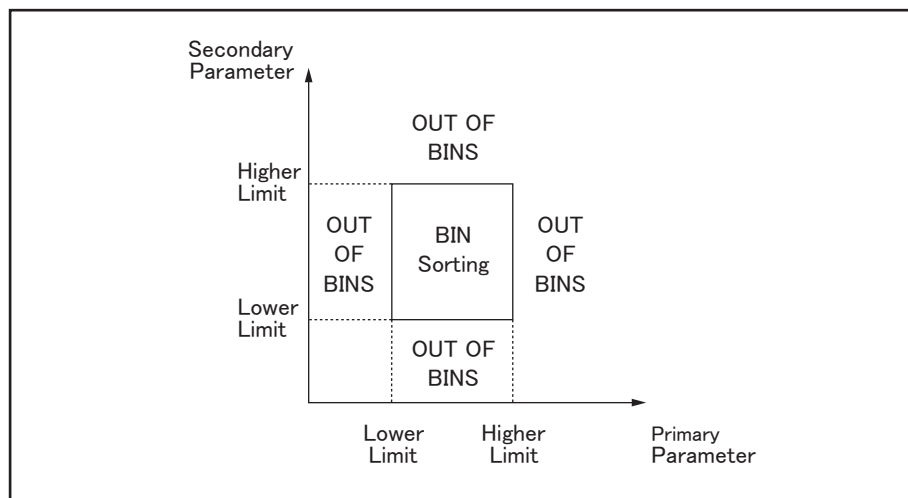 Secondary
Parameter
OUT OF
BINS
Higher
Limit
OUT
OF
BINS
BIN
Sorting
OUT
OF
BINS
Lower
Limit
OUT OF
BINS
Lower
Limit
Higher
Limit
Primary
Parameter